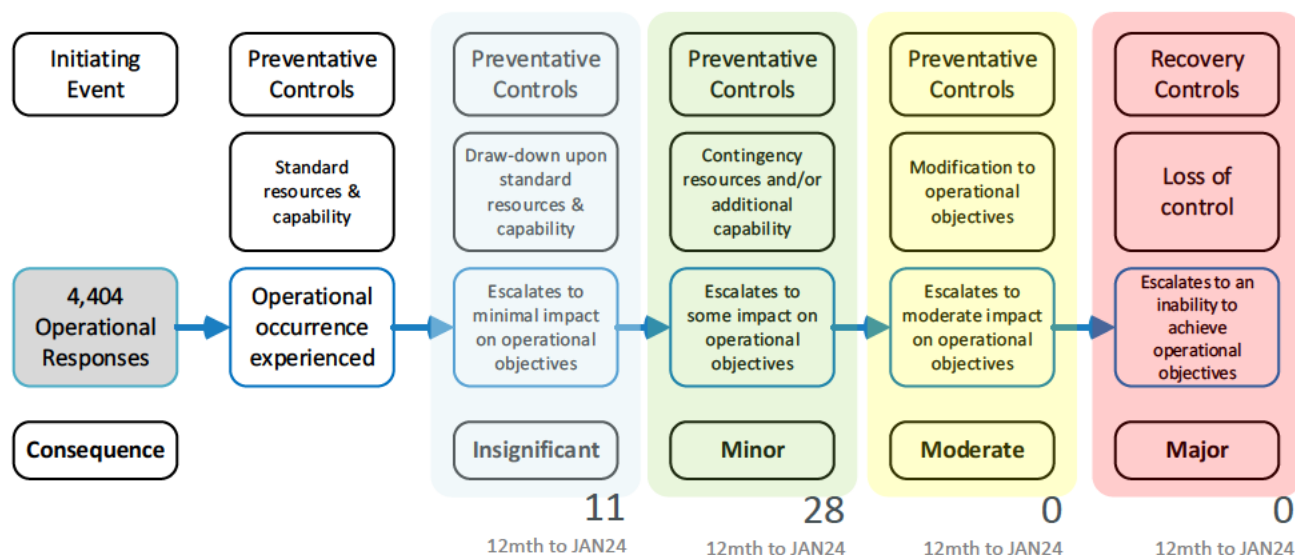 Initiating
Event
Preventative
Controls
Preventative
Controls
Preventative
Controls
Preventative
Controls
Recovery
Controls
Standard
resources &
capability
Draw-down upon
standard
resources &
capability
Contingency
resources and/or
additional
capability
Modification to
operational
objectives
Loss of
control
4,404
Operational
Responses
Operational
occurrence
experienced
Escalates to
minimal impact
on operational
objectives
Escalates to
some impact on
operational
objectives
Escalates to
moderate impact
on operational
objectives
Escalates to an
inability to
achieve
operational
objectives
Consequence
Insignificant
Minor
Moderate
Major
11
28
0
0
12mth to JAN24
12mth to JAN24
12mth to JAN24
12mth to JAN24